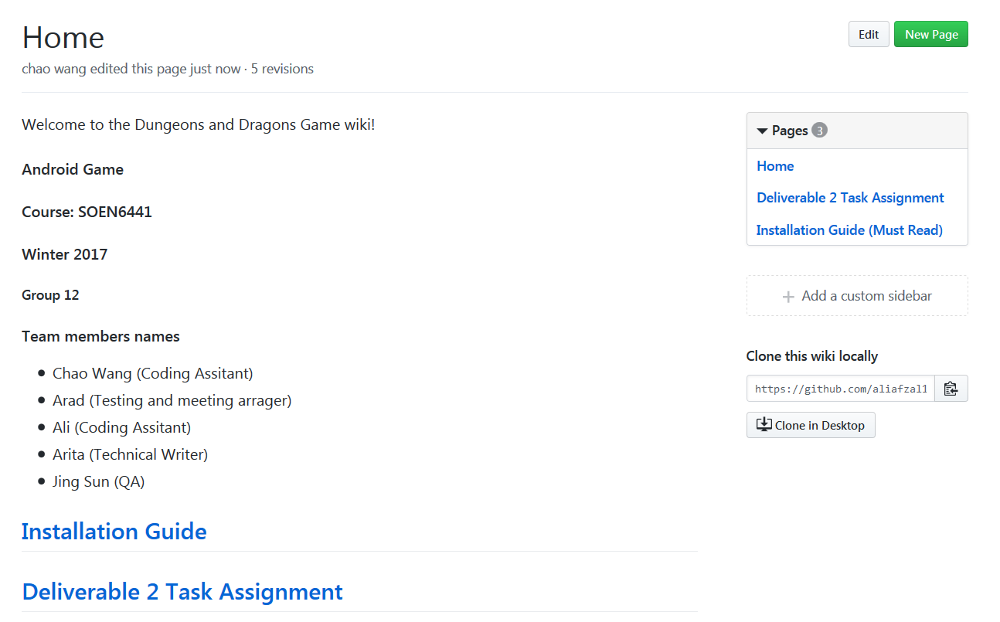 Home
Edit
New Page
chao wang edited this page just now · 5 revisions
Welcome to the Dungeons and Dragons Game wiki!
Android Game
Course: SOEN6441
Winter 2017
Group 12
Team members names
Chao Wang (Coding Assitant)
Arad (Testing and meeting arrager)
Ali (Coding Assitant)
Arita (Technical Writer)
Jing Sun (QA)
Installation Guide
Deliverable 2 Task Assignment
Pages 3
Home
Deliverable 2 Task Assignment
Installation Guide (Must Read)
Add a custom sidebar
Clone this wiki locally
https://github.com/aliafzal1
Clone in Desktop